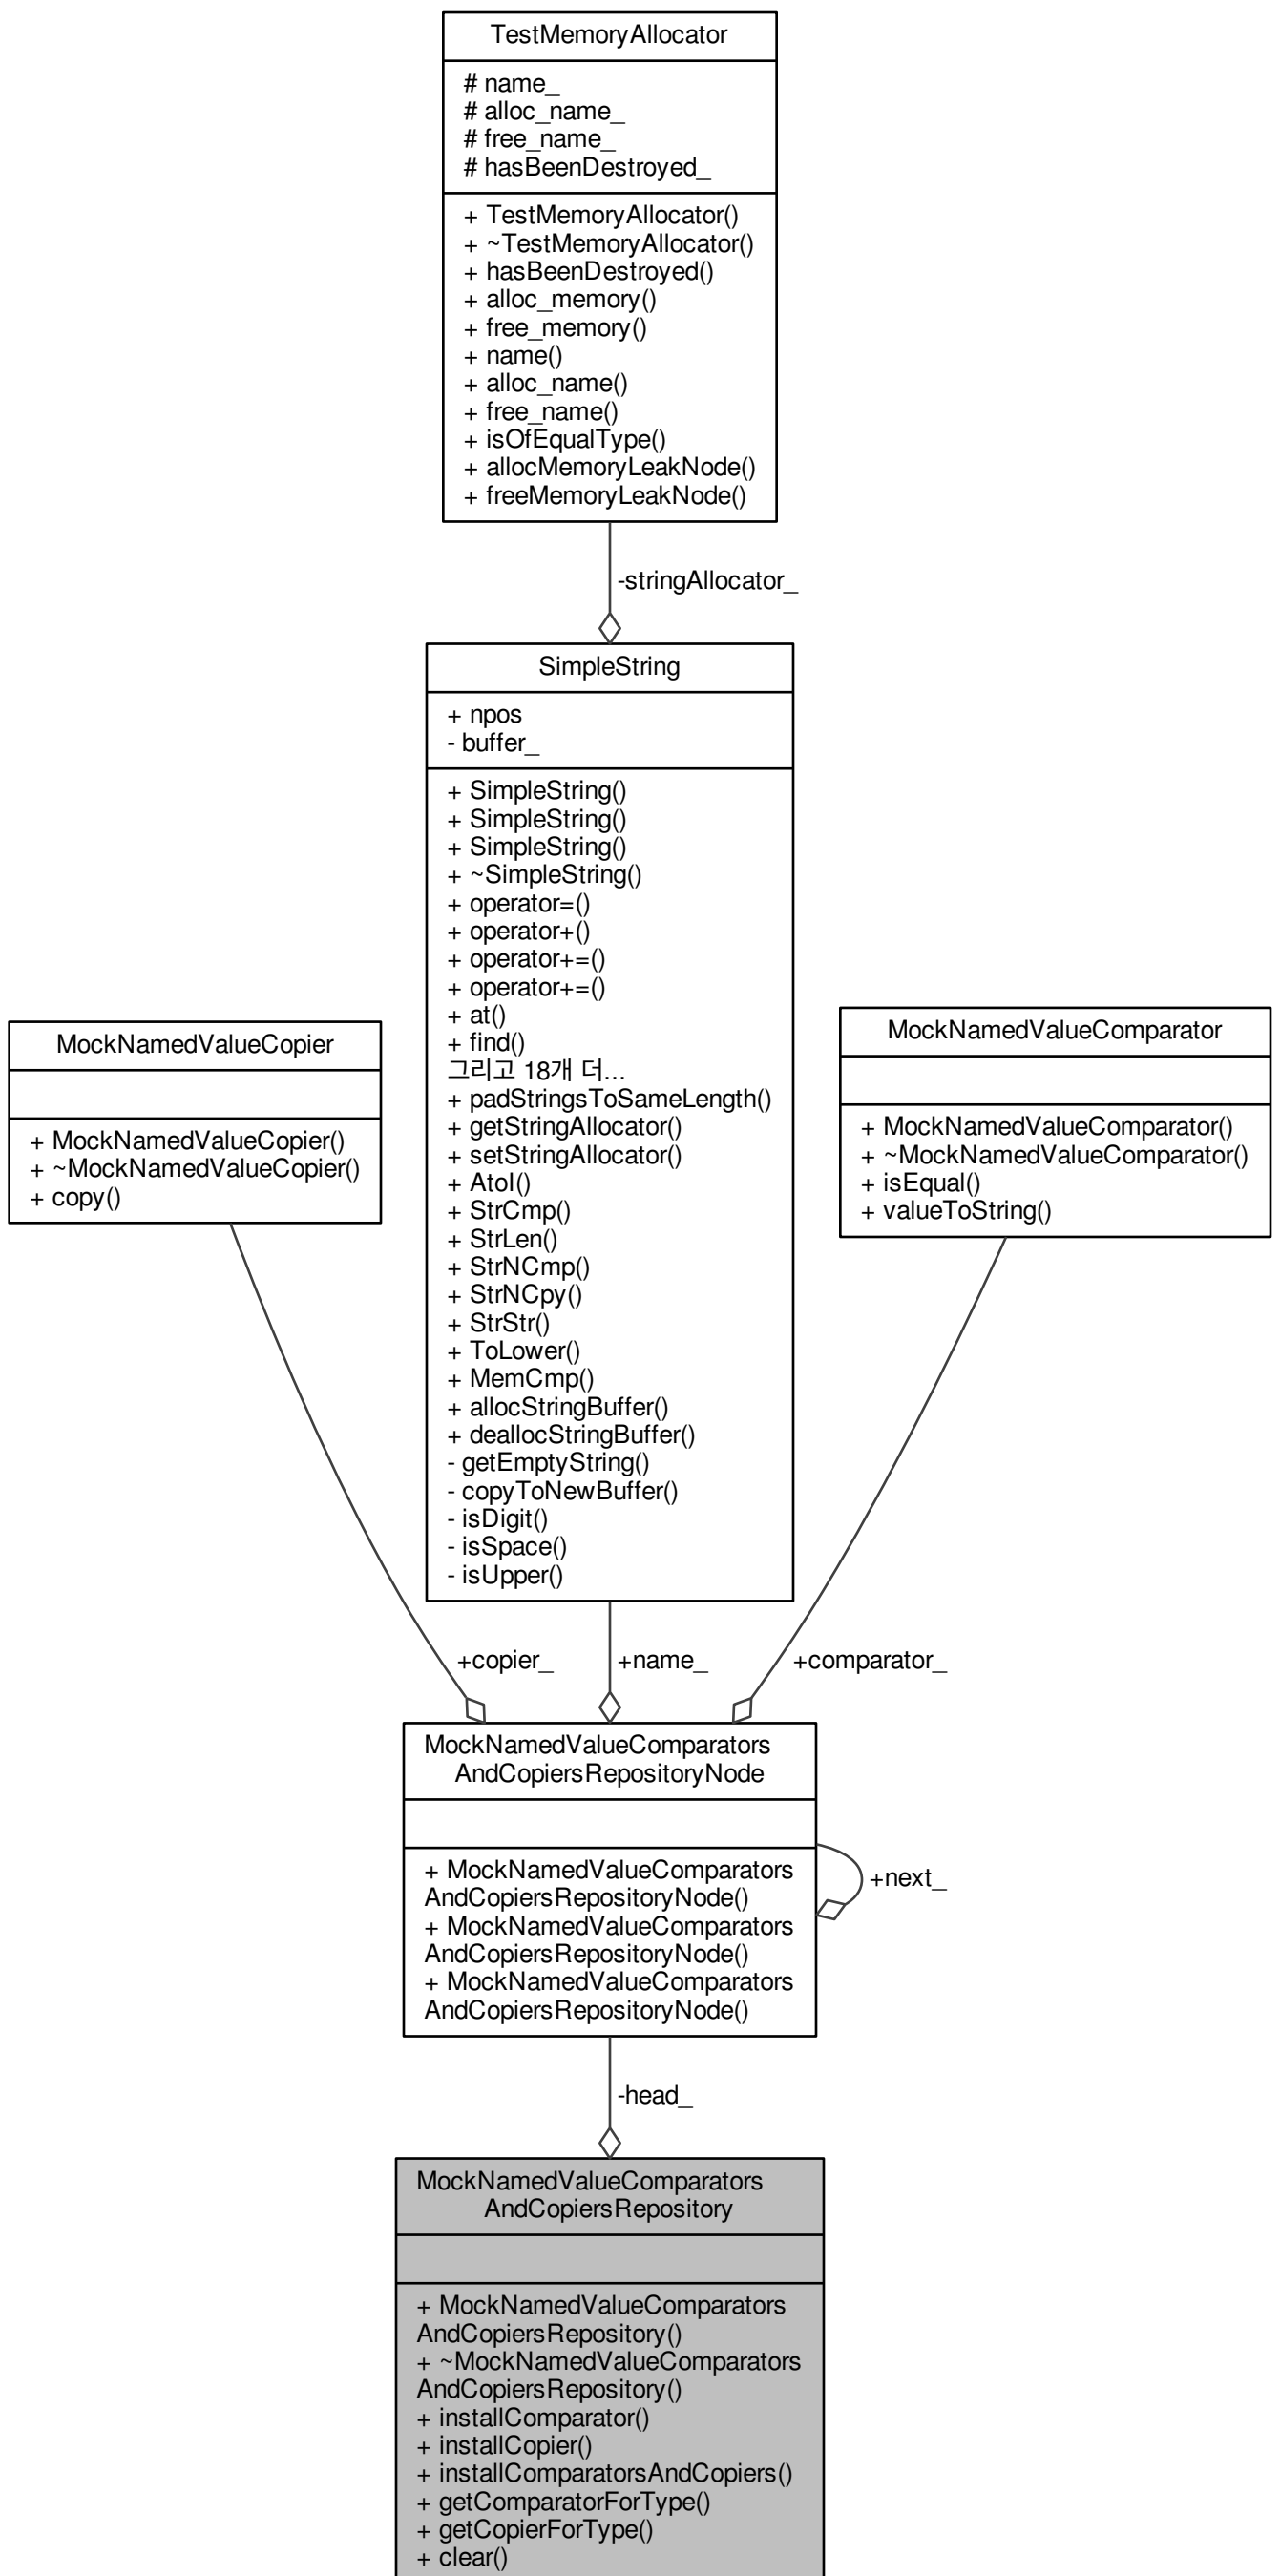 TestMemoryAllocator
# name_
# alloc_name_
# free_name_
# hasBeenDestroyed_
+ TestMemoryAllocator()
+ ~TestMemoryAllocator()
+ hasBeenDestroyed()
+ alloc_memory()
+ free_memory()
+ name()
+ alloc_name()
+ free_name()
+ isOfEqualType()
+ allocMemoryLeakNode()
+ freeMemoryLeakNode()
-stringAllocator_
SimpleString
+ npos
- buffer_
+ SimpleString()
+ SimpleString()
+ SimpleString()
+ ~SimpleString()
+ operator=()
+ operator+()
+ operator+=()
+ operator+=()
+ at()
+ find()
그리고 18개 더...
+ padStringsToSameLength()
+ getStringAllocator()
+ setStringAllocator()
+ AtoI()
+ StrCmp()
+ StrLen()
+ StrNCmp()
+ StrNCpy()
+ StrStr()
+ ToLower()
+ MemCmp()
+ allocStringBuffer()
+ deallocStringBuffer()
- getEmptyString()
- copyToNewBuffer()
- isDigit()
- isSpace()
- isUpper()
MockNamedValueCopier
+ MockNamedValueCopier()
+ ~MockNamedValueCopier()
+ copy()
MockNamedValueComparator
+ MockNamedValueComparator()
+ ~MockNamedValueComparator()
+ isEqual()
+ valueToString()
+copier_
+name_
+comparator_
MockNamedValueComparators
AndCopiersRepositoryNode
+ MockNamedValueComparators
AndCopiersRepositoryNode()
+ MockNamedValueComparators
AndCopiersRepositoryNode()
+ MockNamedValueComparators
AndCopiersRepositoryNode()
+next_
-head_
MockNamedValueComparators
AndCopiersRepository
+ MockNamedValueComparators
AndCopiersRepository()
+ ~MockNamedValueComparators
AndCopiersRepository()
+ installComparator()
+ installCopier()
+ installComparatorsAndCopiers()
+ getComparatorForType()
+ getCopierForType()
+ clear()